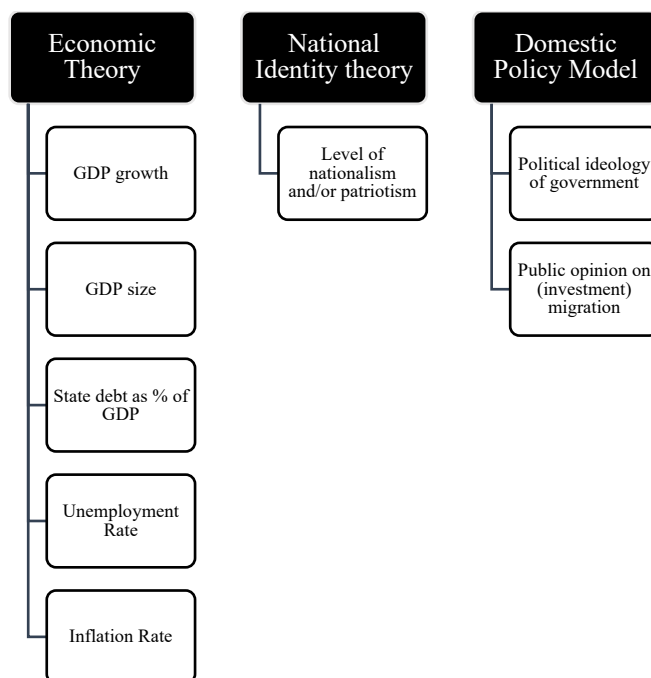 Economic
Theory
GDP growth
GDP size
State debt as % of
GDP
Unemployment
Rate
Inflation Rate
National
Identity theory
Level of
nationalism
and/or patriotism
Domestic
Policy Model
Political ideology
of government
Public opinion on
(investment)
migration